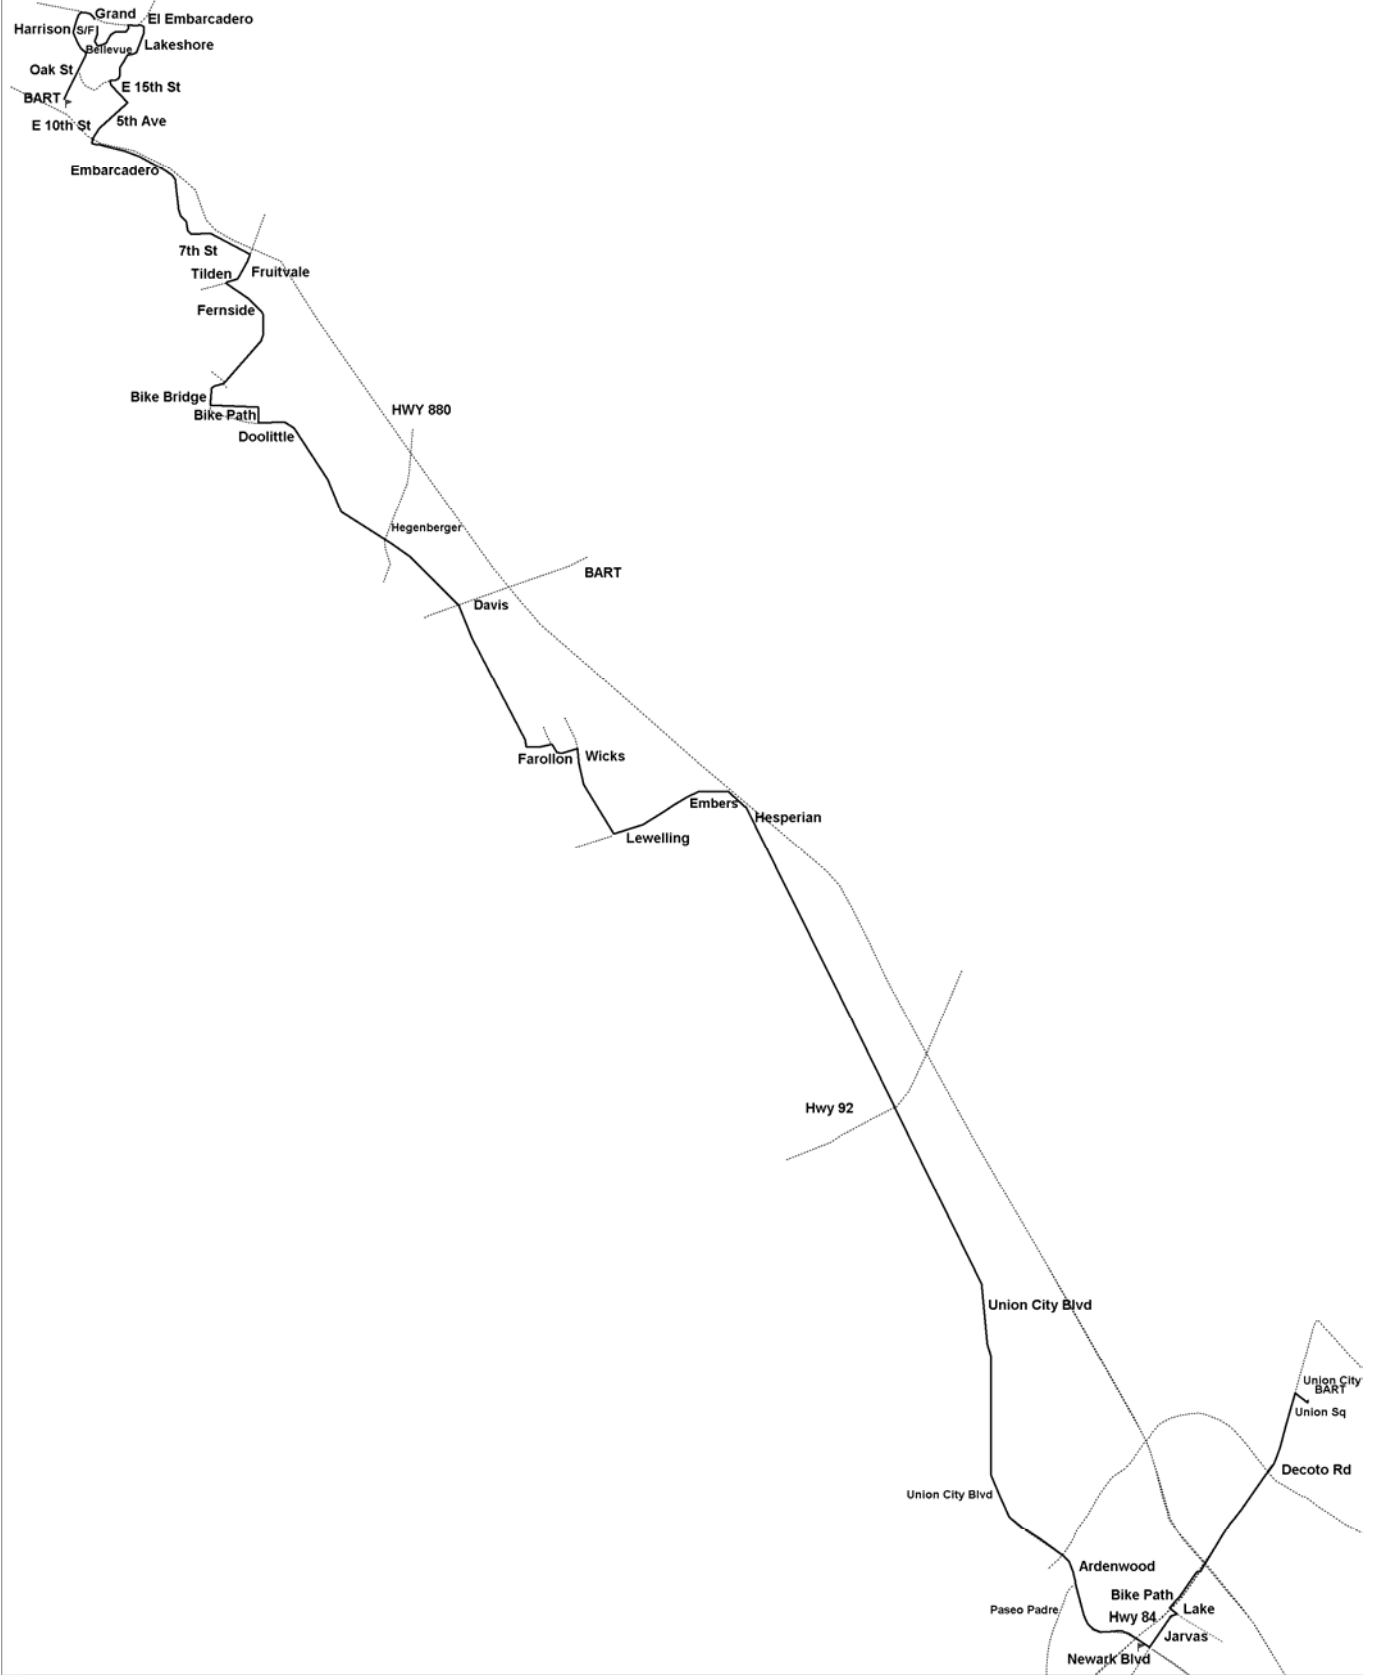 Grand
El Embarcadero
Harrison
S/F
Bellevue
Lakeshore
Oak St
E 15th St
BART
5th Ave
E 10th St
Embarcadero
7th St
Tilden
Fruitvale
Fernside
Bike Bridge
Bike Path
HWY 880
Doolittle
Hegenberger
BART
Davis
Farollon
Wicks
Embers
Hesperian
Lewelling
Hwy 92
Union City Blvd
Union City
BART
Union Sq
Decoto Rd
Union City Blvd
Ardenwood
Bike Path
Paseo Padre
Lake
Hwy 84
Jarvas
Newark Blvd